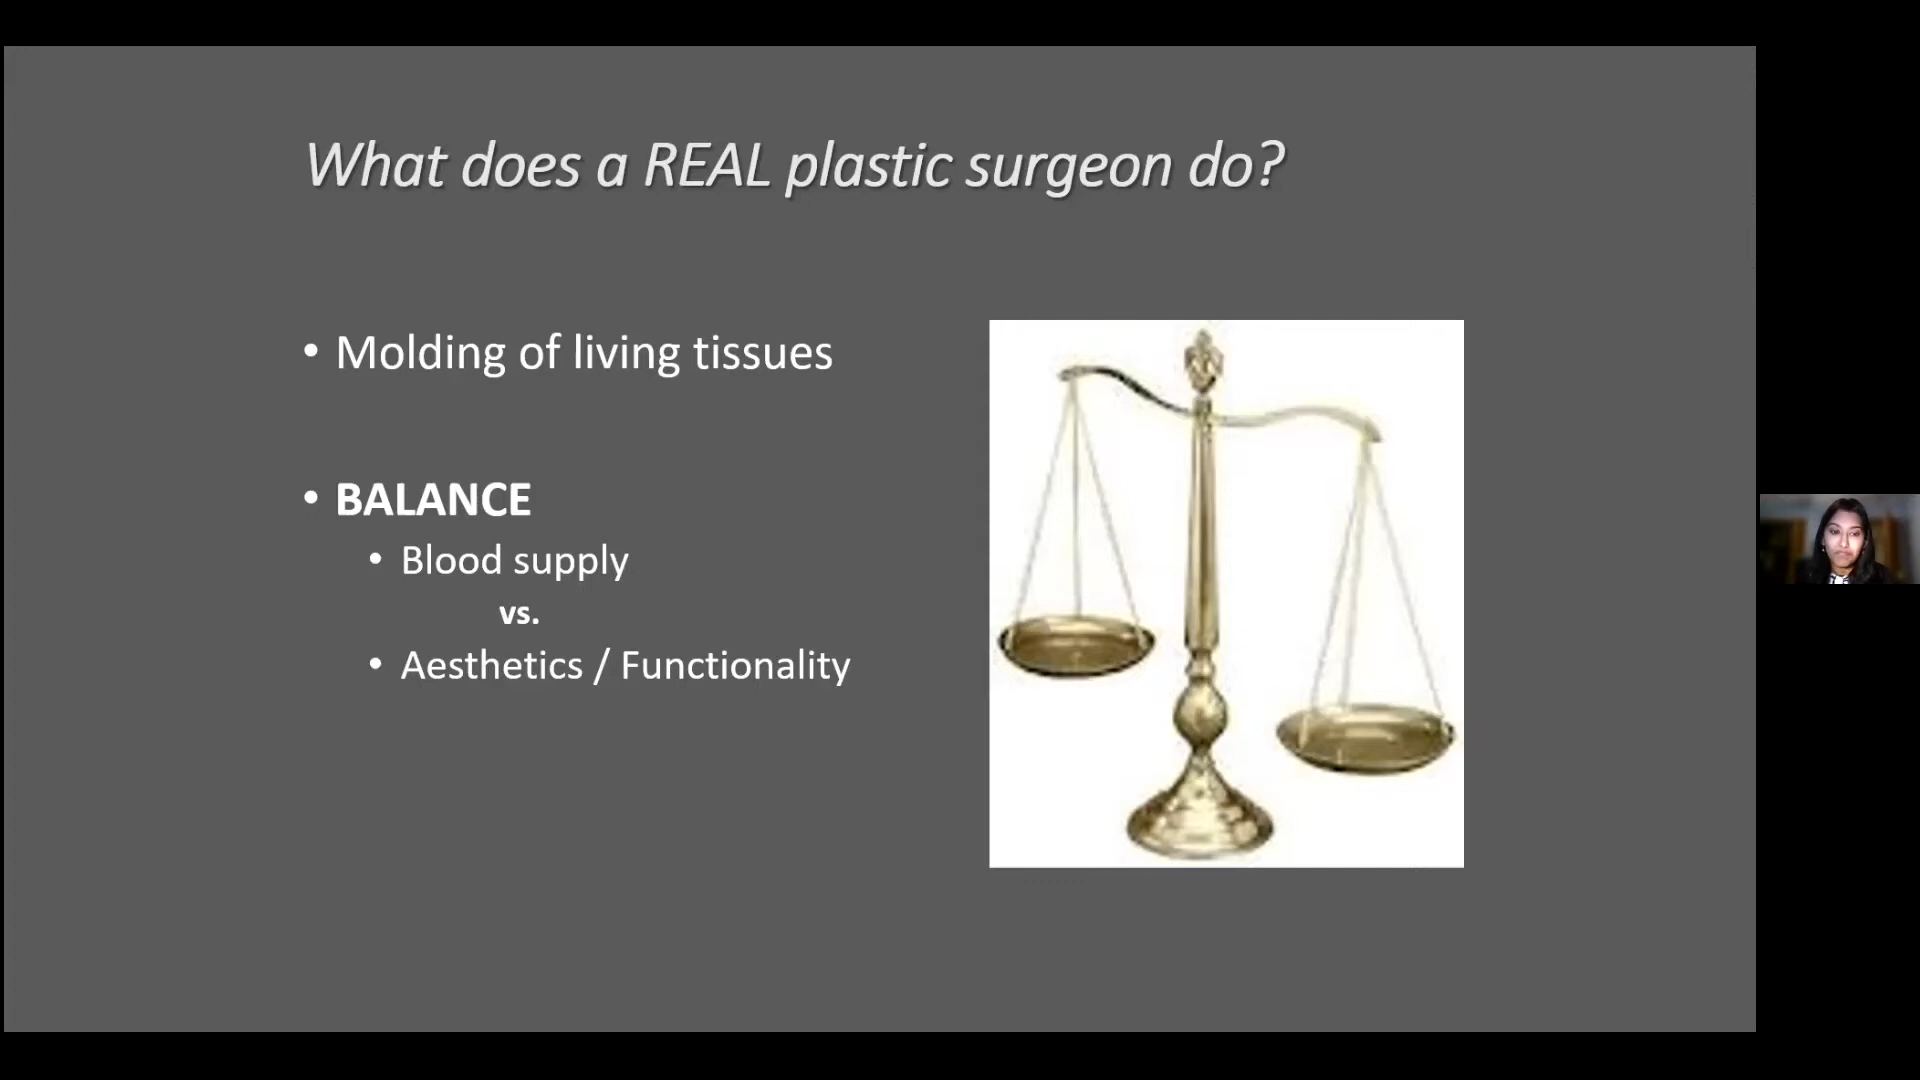 What does a REAL plastic surgeon do?
• Molding of living tissues
• BALANCE
• Blood supply
vs.
• Aesthetics / Functionality